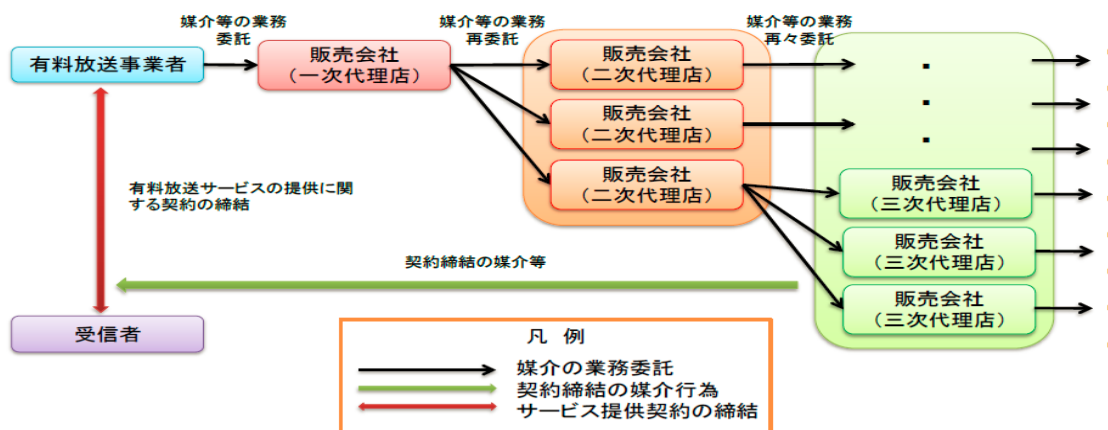 媒介等の業務
委託
媒介等の業務
再委託
媒介等の業務
再々委託
有料放送事業者
販売会社
（一次代理店）
販売会社
（二次代理店）
販売会社
（二次代理店）
販売会社
（二次代理店）
・
・
・
販売会社
（三次代理店）
販売会社
（三次代理店）
販売会社
（三次代理店）
有料放送サービスの提供に関
する契約の締結
契約締結の媒介等
受信者
凡 例
媒介の業務委託
契約締結の媒介行為
サービス提供契約の締結